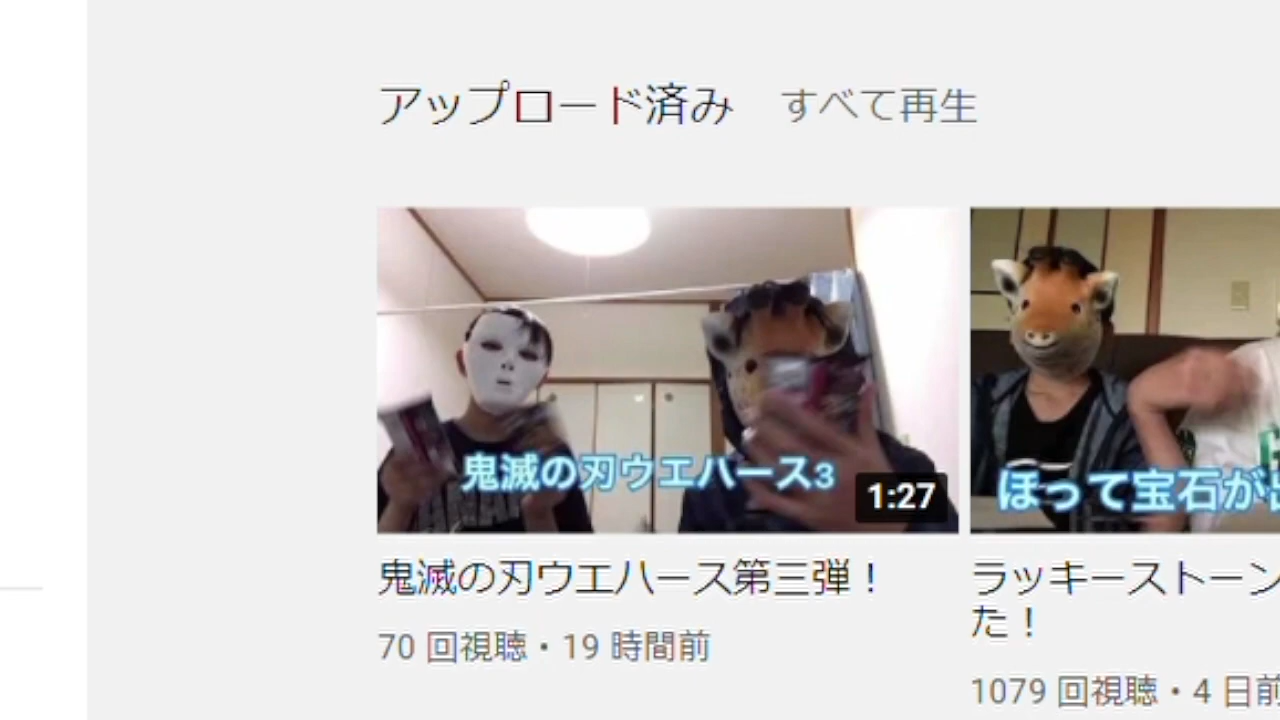 アップロード済み すべて再生
鬼滅の刃ウエハース3
1:27
鬼滅の刃ウエハース第三弾！
70 回視聴・19 時間前
ほって宝石が
ラッキーストーン
た！
1079 回視聴・4 日前